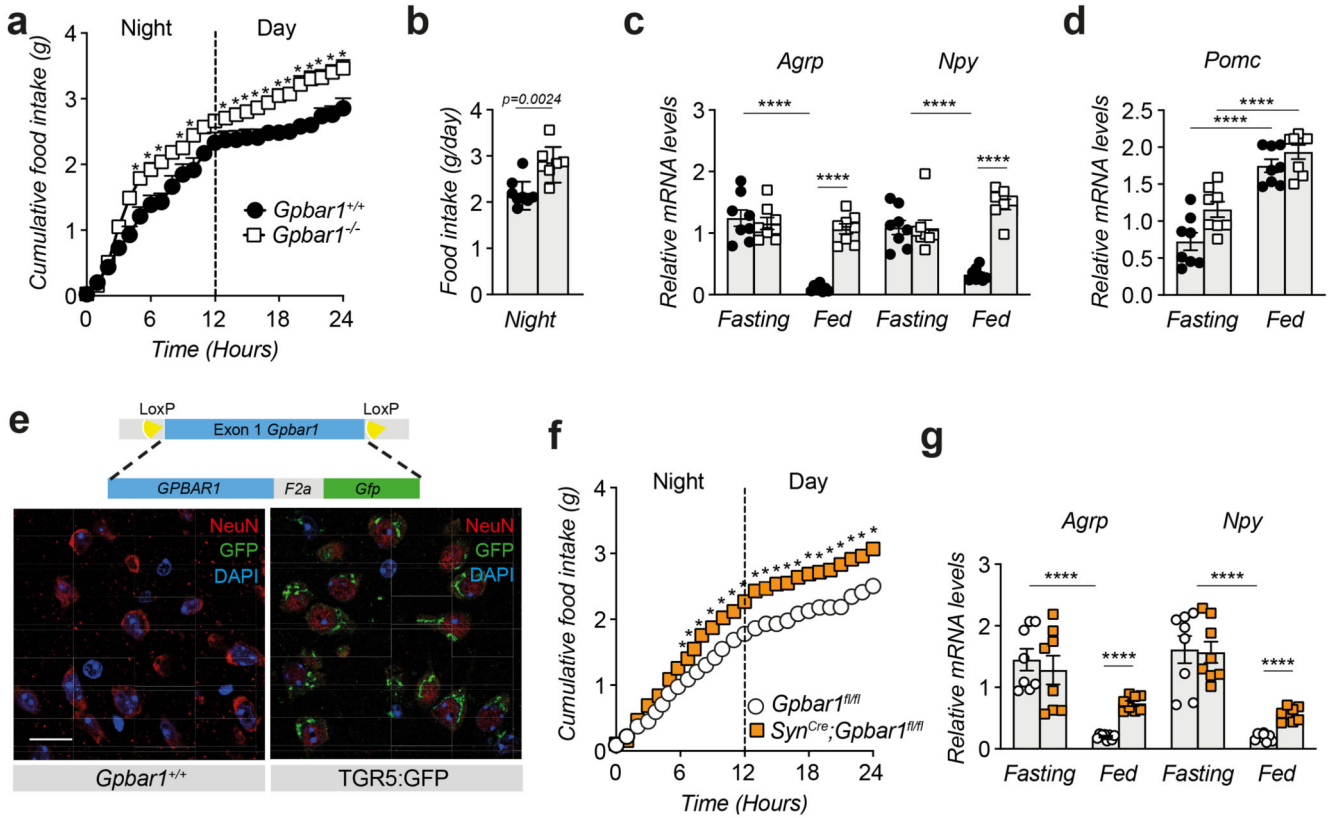 a
Night
Day
Cumulative food intake (g)
4
3
2
1
0
* * * * * * * * * * * * * * * * *
Gpbar1+/+
Gpbar1-/-
0 6 12 18 24
Time (Hours)
b
p=0.0024
Food intake (g/day)
4
3
2
1
0
Night
c
Agrp
Npy
Relative mRNA levels
3
2
1
0
****
****
****
****
Fasting Fed Fasting Fed
d
Pomc
Relative mRNA levels
2.5
2.0
1.5
1.0
0.5
0.0
****
****
Fasting Fed
e
LoxP
LoxP
Exon 1 Gpbar1
GPBAR1
F2a
Gfp
NeuN
GFP
DAPI
NeuN
GFP
DAPI
Gpbar1+/+
TGR5:GFP
f
Night
Day
Cumulative food intake (g)
4
3
2
1
0
* * * * * * * * * * * * * * * * * *
Gpbar1fl/fl
SynCre;Gpbar1fl/fl
0 6 12 18 24
Time (Hours)
g
Agrp
Npy
Relative mRNA levels
3
2
1
0
****
****
****
****
Fasting Fed Fasting Fed